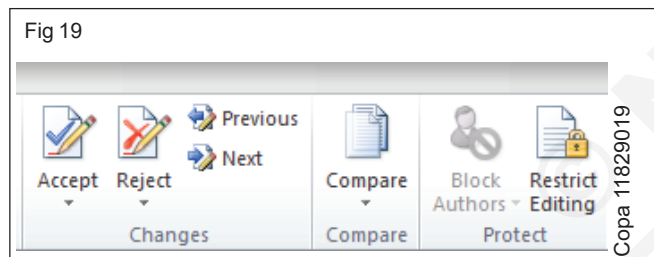 Fig 19
Previous
Next
Accept
Reject
Compare
Block
Authors
Restrict
Editing
Changes
Compare
Protect
Copa 11829019